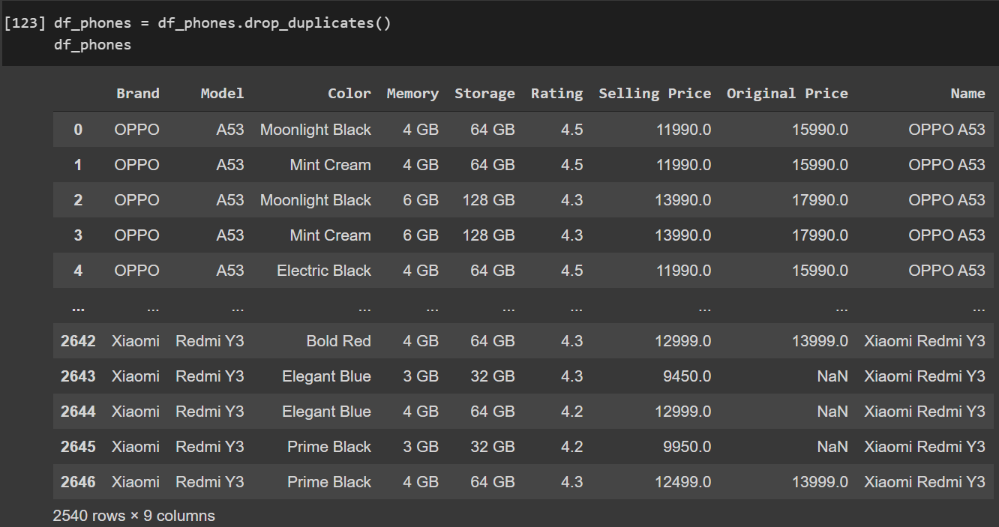 [123] df_phones = df_phones.drop_duplicates()
df_phones
Brand Model Color Memory Storage Rating Selling Price Original Price Name
0 OPPO A53 Moonlight Black 4 GB 64 GB 4.5 11990.0 15990.0 OPPO A53
1 OPPO A53 Mint Cream 4 GB 64 GB 4.5 11990.0 15990.0 OPPO A53
2 OPPO A53 Moonlight Black 6 GB 128 GB 4.3 13990.0 17990.0 OPPO A53
3 OPPO A53 Mint Cream 6 GB 128 GB 4.3 13990.0 17990.0 OPPO A53
4 OPPO A53 Electric Black 4 GB 64 GB 4.5 11990.0 15990.0 OPPO A53
... ... ... ... ... ... ... ... ... ...
2642 Xiaomi Redmi Y3 Bold Red 4 GB 64 GB 4.3 12999.0 13999.0 Xiaomi Redmi Y3
2643 Xiaomi Redmi Y3 Elegant Blue 3 GB 32 GB 4.3 9450.0 NaN Xiaomi Redmi Y3
2644 Xiaomi Redmi Y3 Elegant Blue 4 GB 64 GB 4.2 12999.0 NaN Xiaomi Redmi Y3
2645 Xiaomi Redmi Y3 Prime Black 3 GB 32 GB 4.2 9950.0 NaN Xiaomi Redmi Y3
2646 Xiaomi Redmi Y3 Prime Black 4 GB 64 GB 4.3 12499.0 13999.0 Xiaomi Redmi Y3
2540 rows × 9 columns